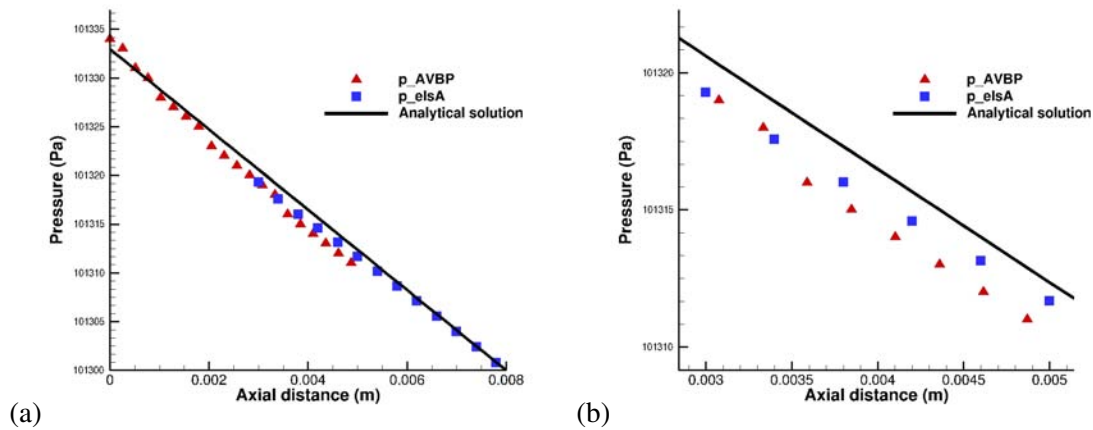 101335
101330
101325
101320
101315
101310
101305
101300
Pressure (Pa)
p_AVBP
p_elsA
Analytical solution
0
0.002
0.004
0.006
0.008
Axial distance (m)
(a)
101320
101315
101310
Pressure (Pa)
p_AVBP
p_elsA
Analytical solution
0.003
0.0035
0.004
0.0045
0.005
Axial distance (m)
(b)